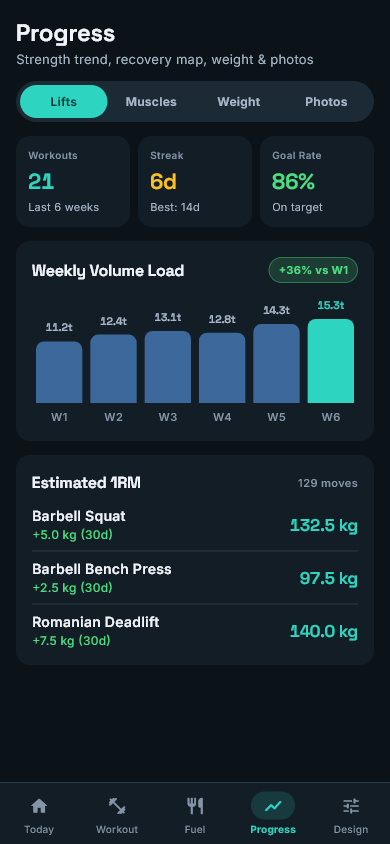 Progress
Strength trend, recovery map, weight & photos
Lifts Muscles Weight Photos
Workouts Streak Goal Rate
21 6d 86%
Last 6 weeks Best: 14d On target
Weekly Volume Load +36% vs W1
11.2t 12.4t 13.1t 12.8t 14.3t 15.3t
W1 W2 W3 W4 W5 W6
Estimated 1RM 129 moves
Barbell Squat
+5.0 kg (30d) 132.5 kg
Barbell Bench Press
+2.5 kg (30d) 97.5 kg
Romanian Deadlift
+7.5 kg (30d) 140.0 kg
Today Workout Fuel Progress Design